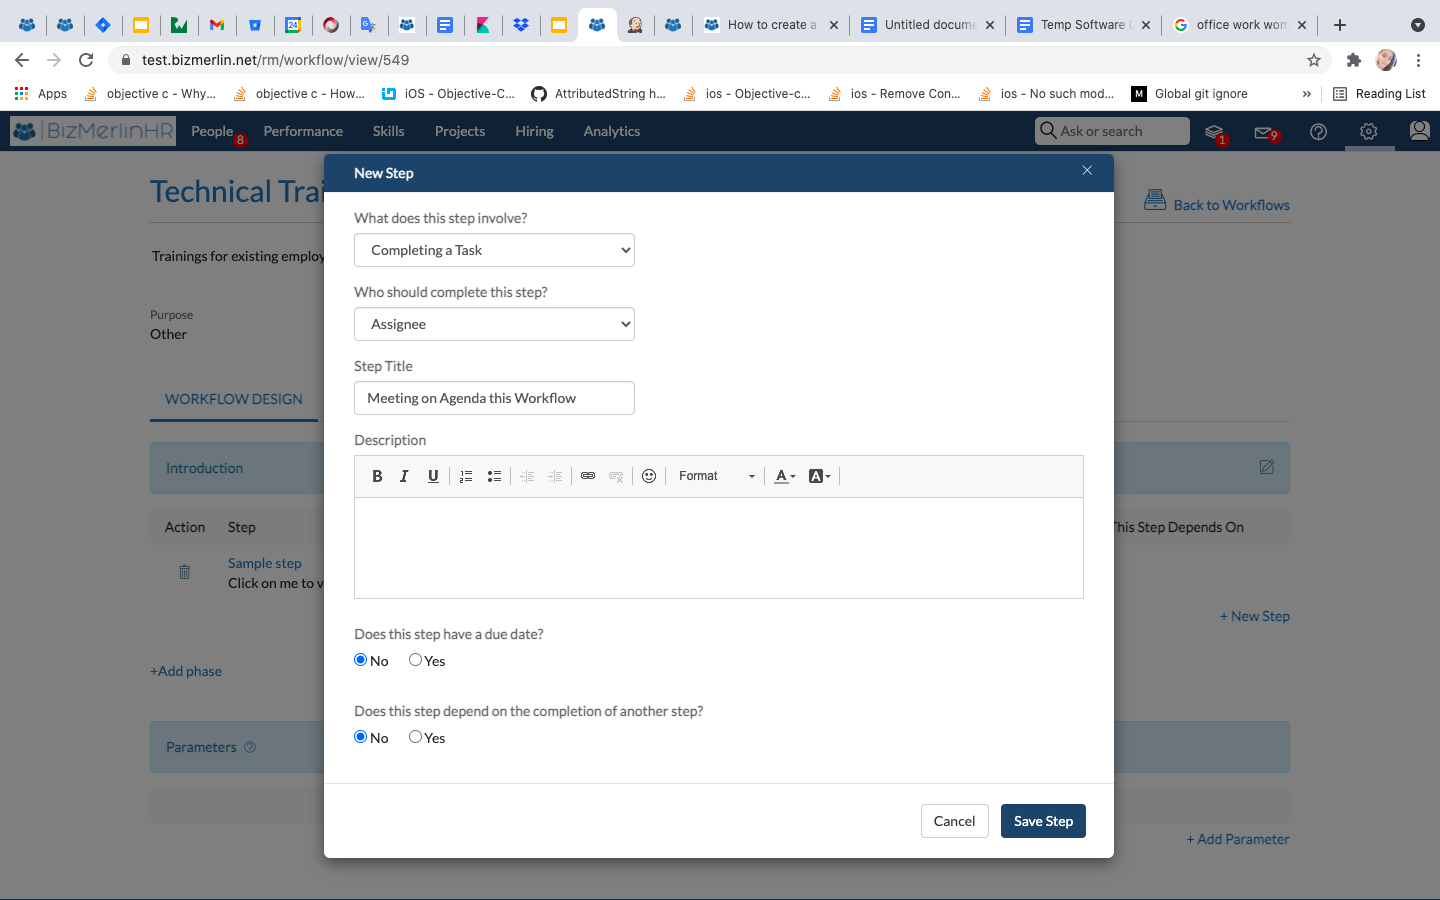 How to create a
Untitled docume
Temp Software
office work wom
test.bizmerlin.net/rm/workflow/view/549
Apps
objective c - Why...
objective c - How...
iOS - Objective-C...
AttributedString h...
ios - Objective-c...
ios - Remove Con...
ios - No such mod...
M
Global git ignore
»
Reading List
BizMerlinHR
People
8
Performance
Skills
Projects
Hiring
Analytics
Ask or search
1
9
New Step
Technical Trai
Back to Workflows
What does this step involve?
Completing a Task
Trainings for existing employ
Who should complete this step?
Purpose
Assignee
Other
Step Title
WORKFLOW DESIGN
Meeting on Agenda this Workflow
Description
Introduction
B I U
Format
A
A
Action
Step
This Step Depends On
Sample step
Click on me to v
+ New Step
Does this step have a due date?
No
Yes
+Add phase
Does this step depend on the completion of another step?
No
Yes
Parameters
Cancel
Save Step
+ Add Parameter